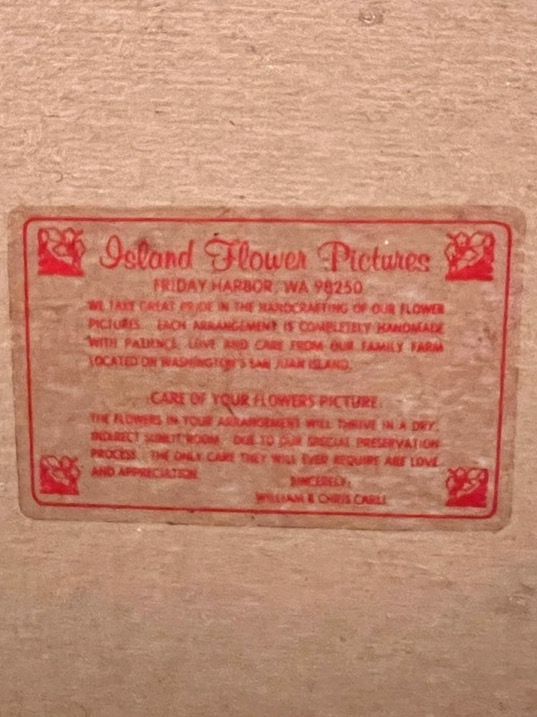 Island Flower Pictures
FRIDAY HARBOR, WA 98250
WE TAKE GREAT PRIDE IN THE HANDCRAFTING OF OUR FLOWER
PICTURES. EACH ARRANGEMENT IS COMPLETELY HANDMADE
WITH PATIENCE, LOVE AND CARE FROM OUR FAMILY FARM
LOCATED ON WASHINGTON'S SAN JUAN ISLAND.
CARE OF YOUR FLOWERS PICTURE:
THE FLOWERS IN YOUR ARRANGEMENT WILL THRIVE IN A DRY,
INDIRECT SUNLIT ROOM. DUE TO OUR SPECIAL PRESERVATION
PROCESS. THE ONLY CARE THEY WILL EVER REQUIRE ARE LOVE
AND APPRECIATION.
SINCERELY,
WILLIAM & CHRIS